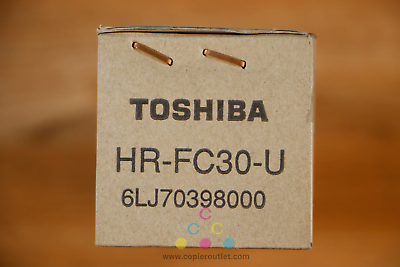 TOSHIBA
HR-FC30-U
6LJ70398000
C
C C
www.copieroutlet.com